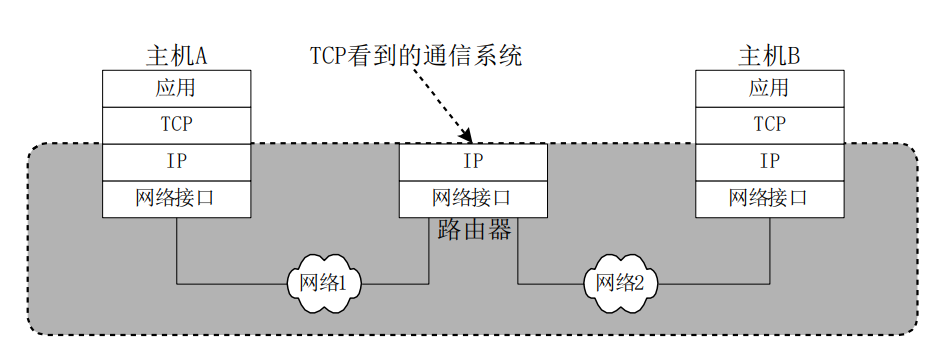 主机A
TCP看到的通信系统
主机B
应用
应用
TCP
TCP
IP
IP
IP
网络接口
网络接口
网络接口
路由器
网络1
网络2